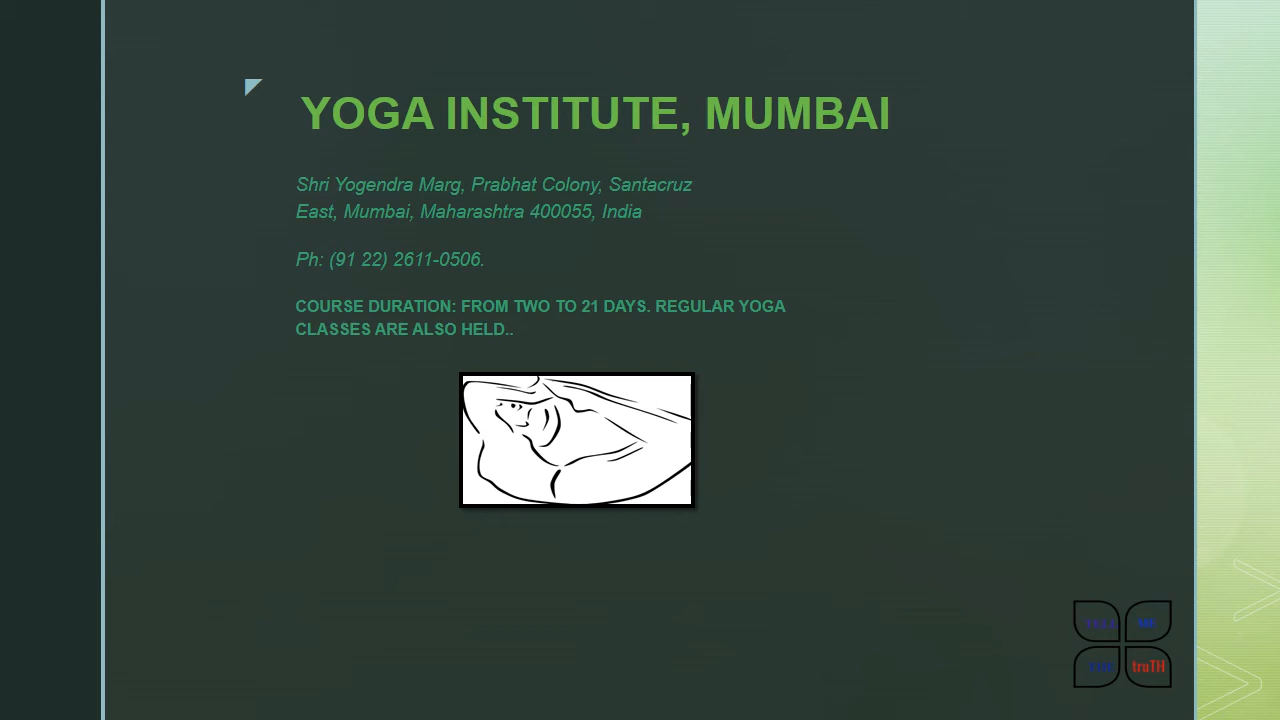 YOGA INSTITUTE, MUMBAI
Shri Yogendra Marg, Prabhat Colony, Santacruz
East, Mumbai, Maharashtra 400055, India
Ph: (91 22) 2611-0506.
COURSE DURATION: FROM TWO TO 21 DAYS. REGULAR YOGA
CLASSES ARE ALSO HELD..
YOGA
truTH